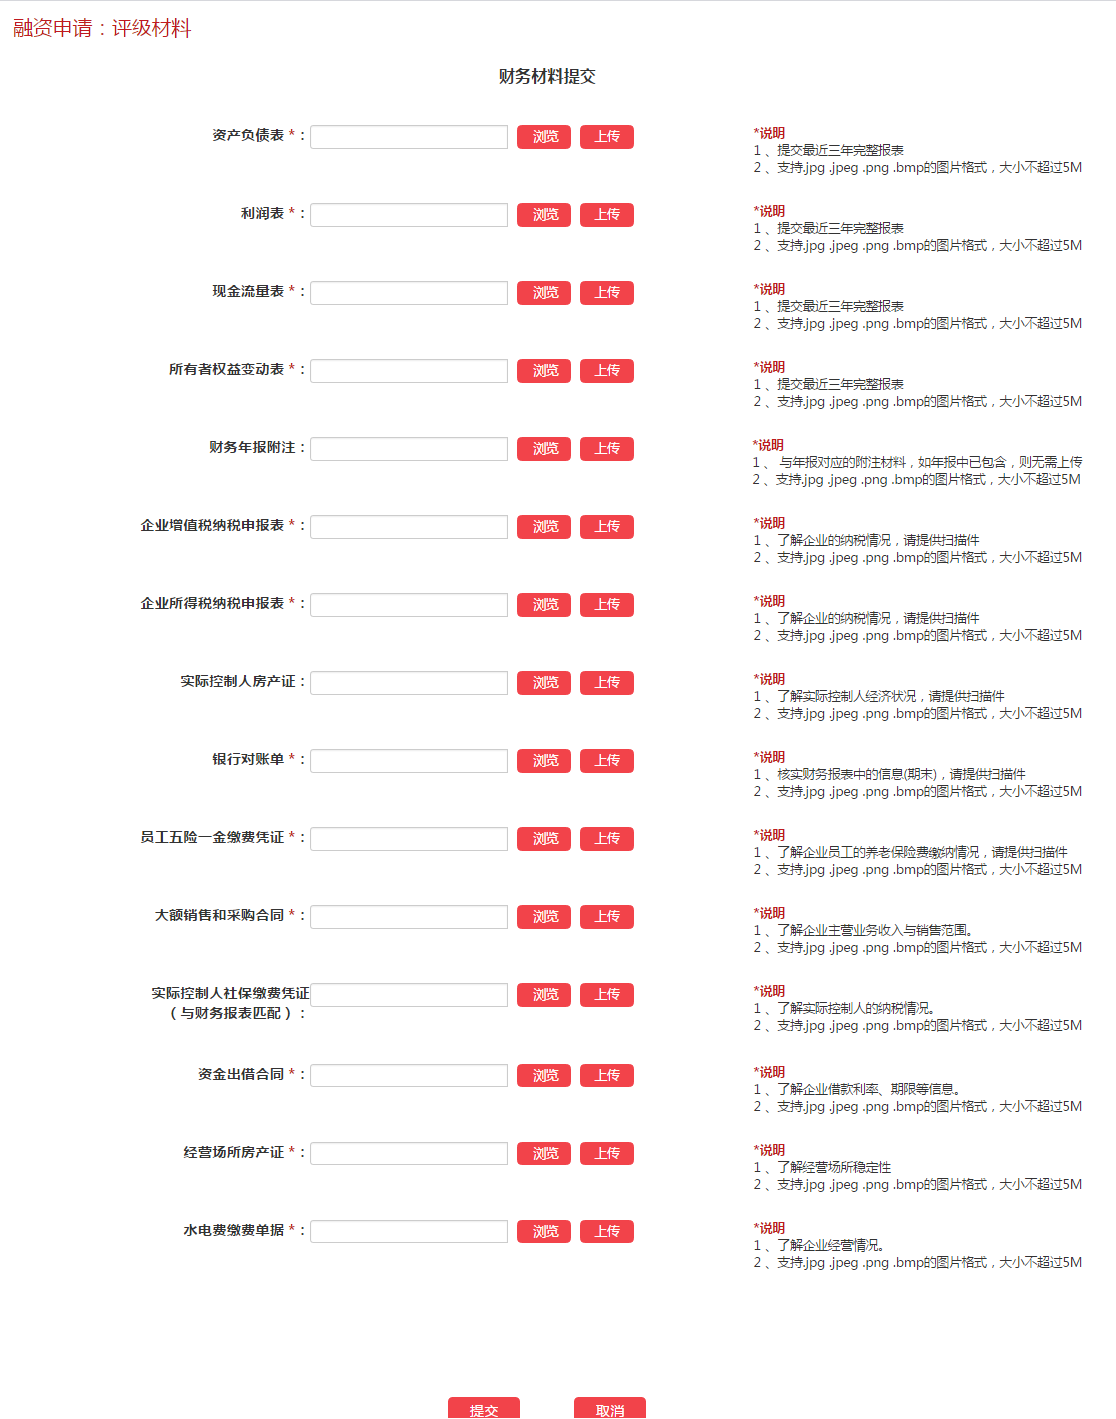 融资申请：评级材料
财务材料提交
资产负债表 *： 浏览 上传
*说明
1、提交最近三年完整报表
2、支持.jpg .jpeg .png .bmp的图片格式，大小不超过5M
利润表 *： 浏览 上传
*说明
1、提交最近三年完整报表
2、支持.jpg .jpeg .png .bmp的图片格式，大小不超过5M
现金流量表 *： 浏览 上传
*说明
1、提交最近三年完整报表
2、支持.jpg .jpeg .png .bmp的图片格式，大小不超过5M
所有者权益变动表 *： 浏览 上传
*说明
1、提交最近三年完整报表
2、支持.jpg .jpeg .png .bmp的图片格式，大小不超过5M
财务年报附注： 浏览 上传
*说明
1、 与年报对应的附注材料，如年报中已包含，则无需上传
2、支持.jpg .jpeg .png .bmp的图片格式，大小不超过5M
企业增值税纳税申报表 *： 浏览 上传
*说明
1、了解企业的纳税情况，请提供扫描件
2、支持.jpg .jpeg .png .bmp的图片格式，大小不超过5M
企业所得税纳税申报表 *： 浏览 上传
*说明
1、了解企业的纳税情况，请提供扫描件
2、支持.jpg .jpeg .png .bmp的图片格式，大小不超过5M
实际控制人房产证： 浏览 上传
*说明
1、了解实际控制人经济状况，请提供扫描件
2、支持.jpg .jpeg .png .bmp的图片格式，大小不超过5M
银行对账单 *： 浏览 上传
*说明
1、核实财务报表中的信息(期末)，请提供扫描件
2、支持.jpg .jpeg .png .bmp的图片格式，大小不超过5M
员工五险一金缴费凭证 *： 浏览 上传
*说明
1、了解企业员工的养老保险费缴纳情况，请提供扫描件
2、支持.jpg .jpeg .png .bmp的图片格式，大小不超过5M
大额销售和采购合同 *： 浏览 上传
*说明
1、了解企业主营业务收入与销售范围。
2、支持.jpg .jpeg .png .bmp的图片格式，大小不超过5M
实际控制人社保缴费凭证 浏览 上传
（与财务报表匹配）：
*说明
1、了解实际控制人的纳税情况。
2、支持.jpg .jpeg .png .bmp的图片格式，大小不超过5M
资金出借合同 *： 浏览 上传
*说明
1、了解企业借款利率、期限等信息。
2、支持.jpg .jpeg .png .bmp的图片格式，大小不超过5M
经营场所房产证 *： 浏览 上传
*说明
1、了解经营场所稳定性
2、支持.jpg .jpeg .png .bmp的图片格式，大小不超过5M
水电费缴费单据 *： 浏览 上传
*说明
1、了解企业经营情况。
2、支持.jpg .jpeg .png .bmp的图片格式，大小不超过5M
提交 取消